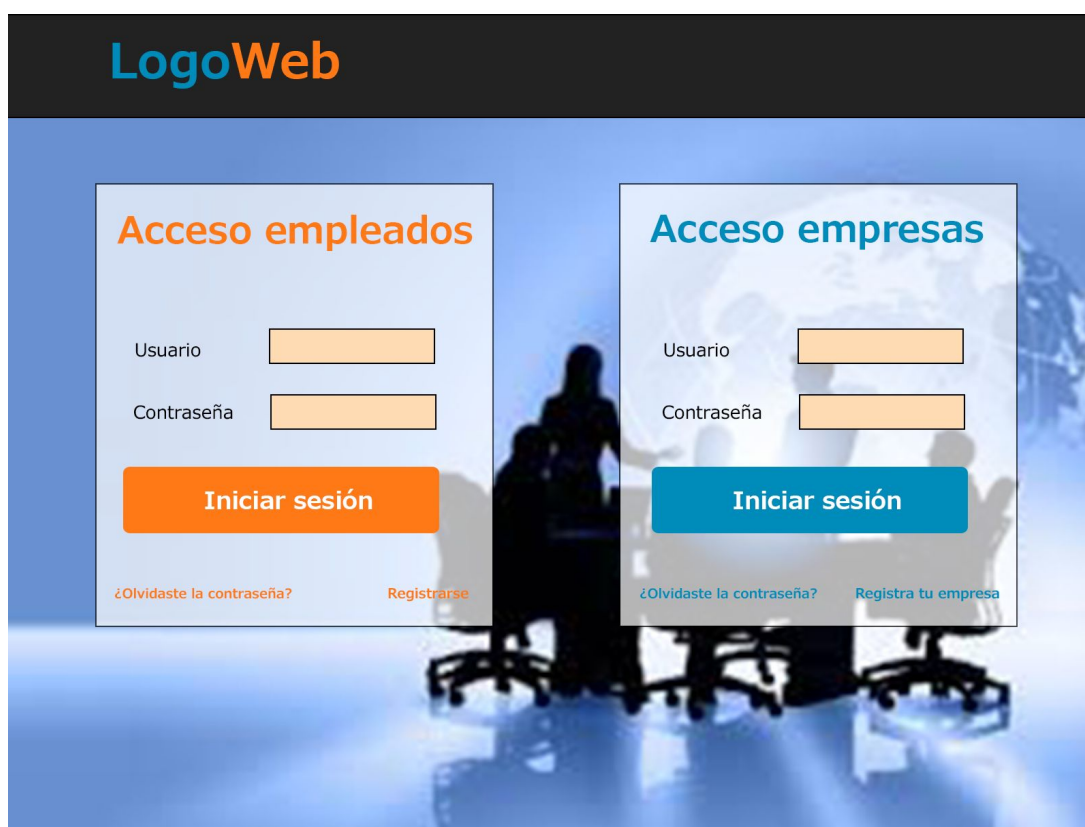 LogoWeb
Acceso empleados
Usuario
Contraseña
Iniciar sesión
¿Olvidaste la contraseña? Registrarse
Acceso empresas
Usuario
Contraseña
Iniciar sesión
¿Olvidaste la contraseña? Registra tu empresa